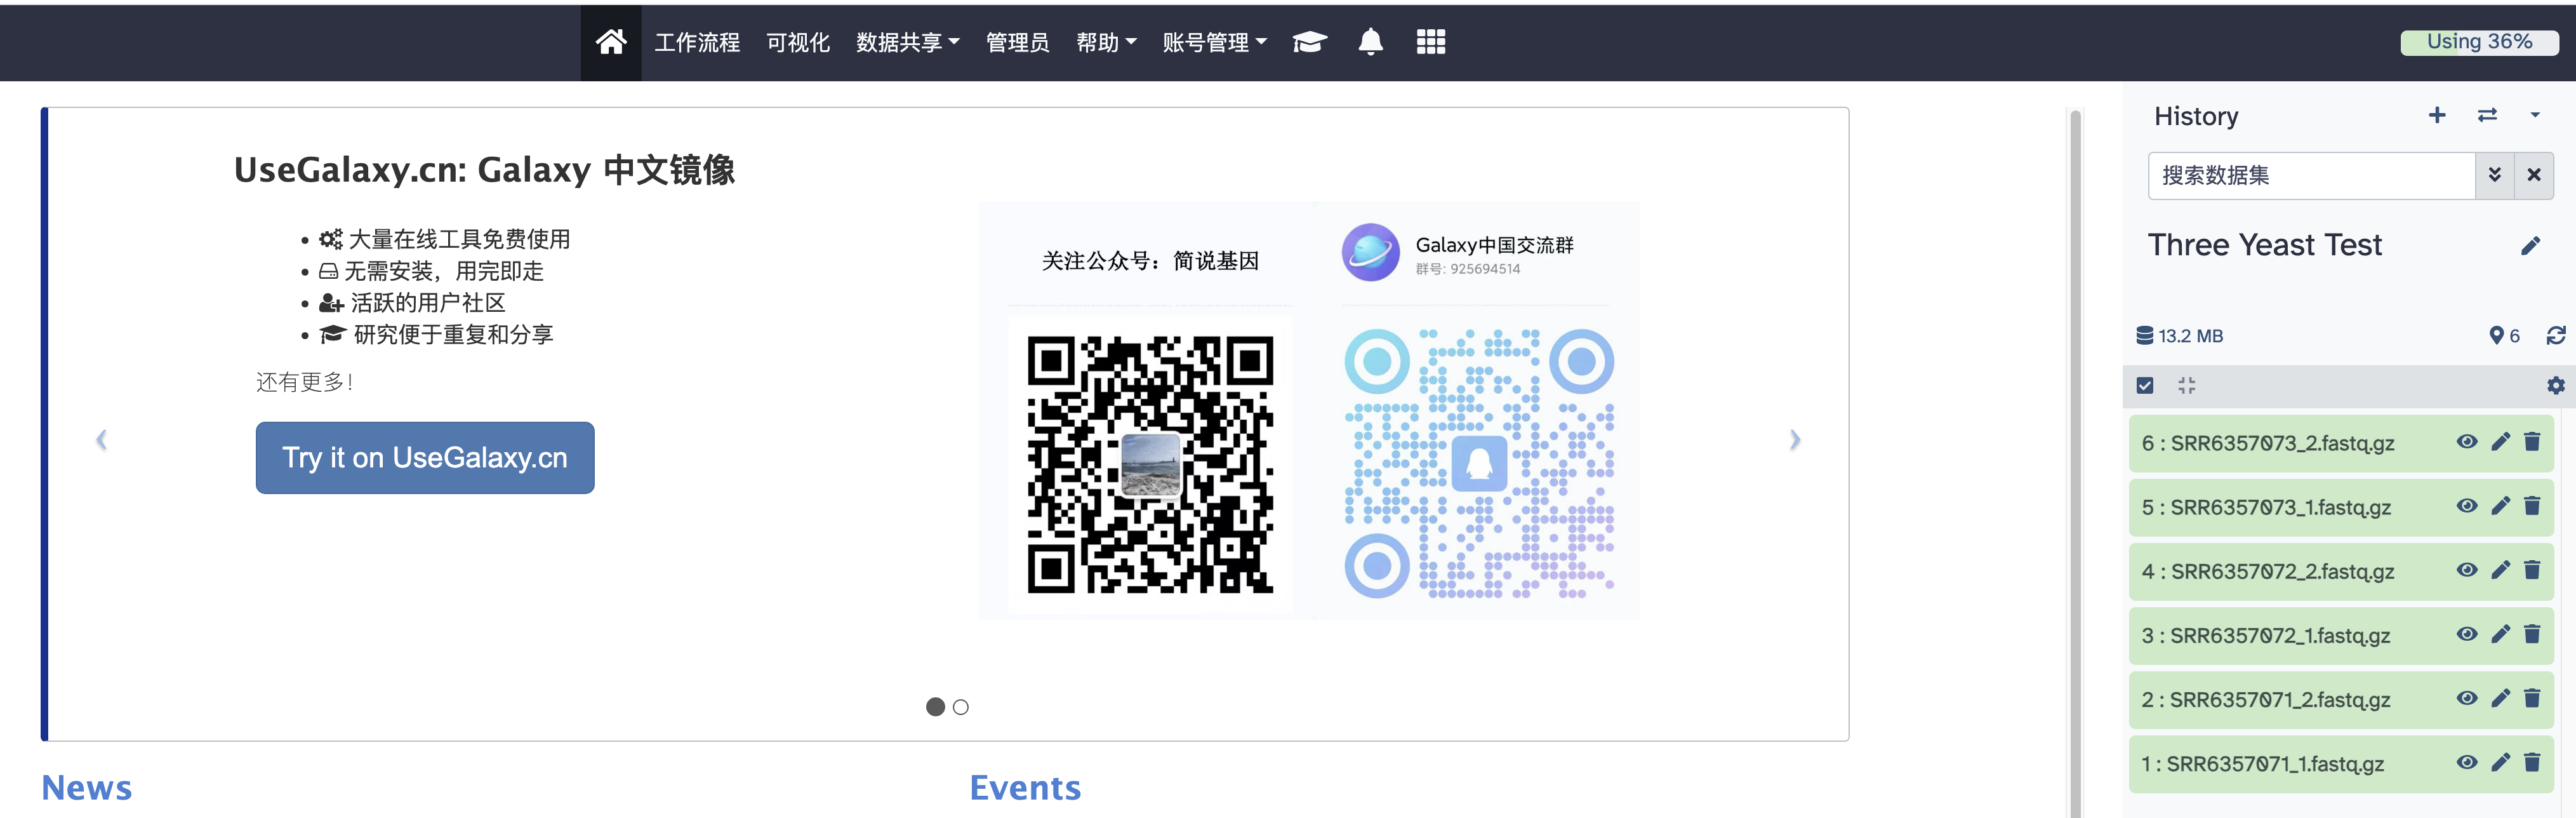 工作流程 可视化 数据共享 管理员 帮助 账号管理 Using 36%
UseGalaxy.cn: Galaxy 中文镜像
大量在线工具免费使用
无需安装，用完即走
活跃的用户社区
研究便于重复和分享
还有更多！
Try it on UseGalaxy.cn
关注公众号：简说基因
Galaxy中国交流群
群号: 925694514
News
Events
History
搜索数据集
Three Yeast Test
13.2 MB 6
6 : SRR6357073_2.fastq.gz
5 : SRR6357073_1.fastq.gz
4 : SRR6357072_2.fastq.gz
3 : SRR6357072_1.fastq.gz
2 : SRR6357071_2.fastq.gz
1 : SRR6357071_1.fastq.gz